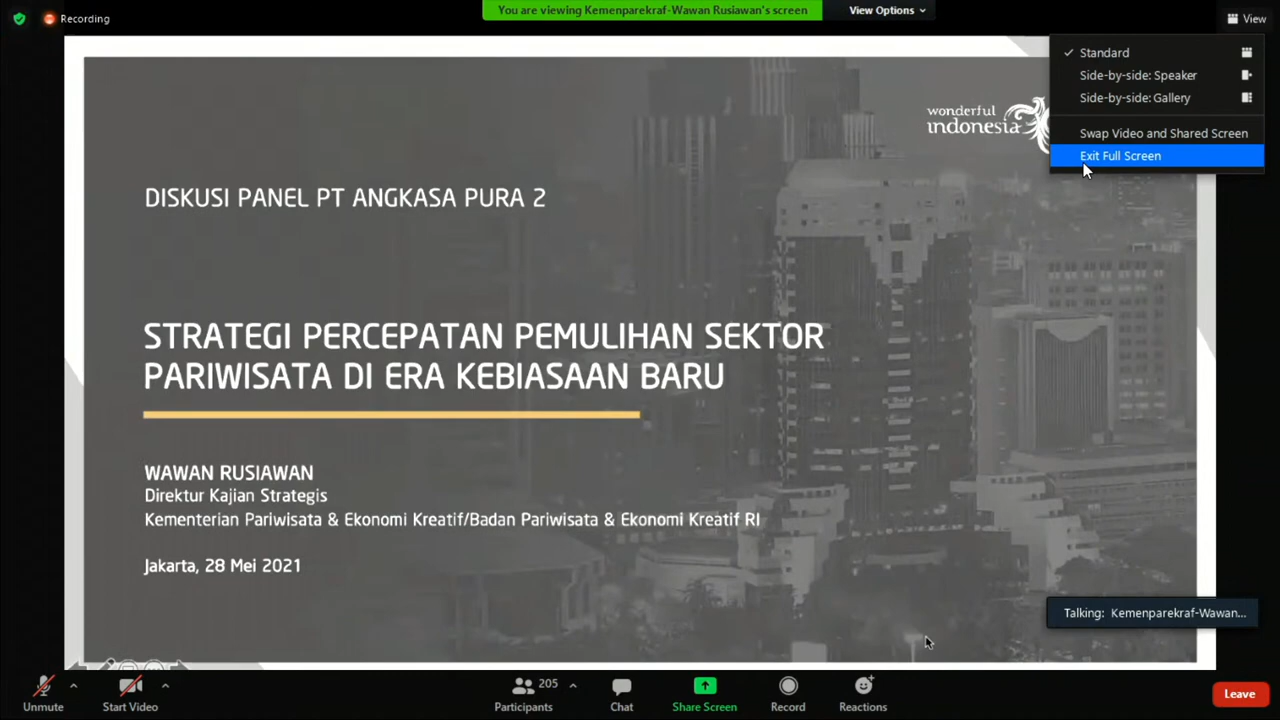 Recording
You are viewing Kemenparekraf-Wawan Rusiawan's screen
View Options
View
Standard
Side-by-side: Speaker
Side-by-side: Gallery
Swap Video and Shared Screen
Exit Full Screen
wonderful
indonesia
DISKUSI PANEL PT ANGKASA PURA 2
STRATEGI PERCEPATAN PEMULIHAN SEKTOR
PARIWISATA DI ERA KEBIASAAN BARU
WAWAN RUSIAWAN
Direktur Kajian Strategis
Kementerian Pariwisata & Ekonomi Kreatif/Badan Pariwisata & Ekonomi Kreatif RI
Jakarta, 28 Mei 2021
Talking: Kemenparekraf-Wawan...
Unmute
Start Video
205
Participants
Chat
Share Screen
Record
Reactions
Leave